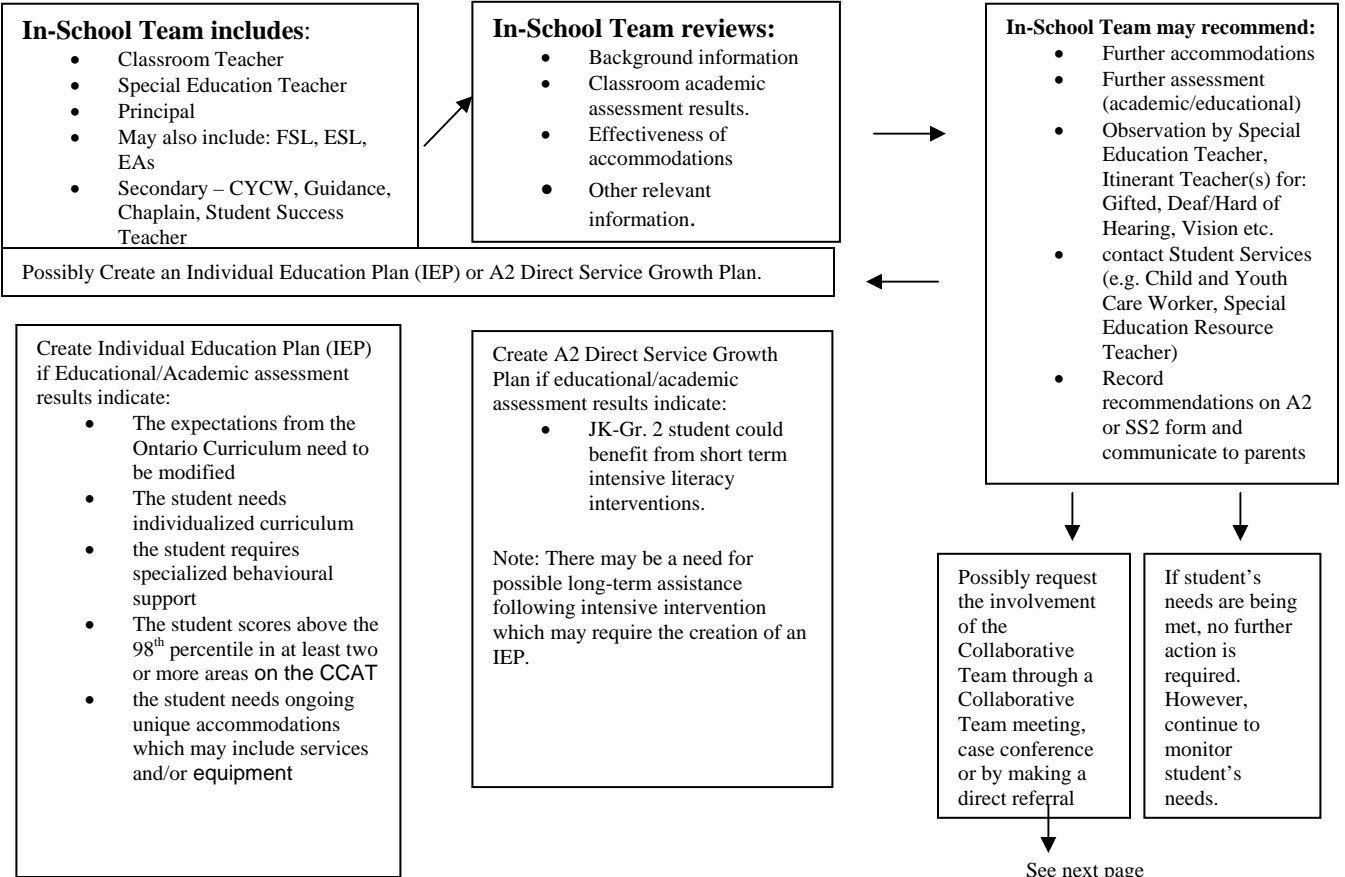 In-School Team includes:
• Classroom Teacher
• Special Education Teacher
• Principal
• May also include: FSL, ESL,
EAs
• Secondary – CYCW, Guidance,
Chaplain, Student Success
Teacher
In-School Team reviews:
• Background information
• Classroom academic
assessment results.
• Effectiveness of
accommodations
• Other relevant
information.
In-School Team may recommend:
• Further accommodations
• Further assessment
(academic/educational)
• Observation by Special
Education Teacher,
Itinerant Teacher(s) for:
Gifted, Deaf/Hard of
Hearing, Vision etc.
• contact Student Services
(e.g. Child and Youth
Care Worker, Special
Education Resource
Teacher)
• Record
recommendations on A2
or SS2 form and
communicate to parents
Possibly Create an Individual Education Plan (IEP) or A2 Direct Service Growth Plan.
Create Individual Education Plan (IEP)
if Educational/Academic assessment
results indicate:
• The expectations from the
Ontario Curriculum need to
be modified
• The student needs
individualized curriculum
• the student requires
specialized behavioural
support
• The student scores above the
98th percentile in at least two
or more areas on the CCAT
• the student needs ongoing
unique accommodations
which may include services
and/or equipment
Create A2 Direct Service Growth
Plan if educational/academic
assessment results indicate:
• JK-Gr. 2 student could
benefit from short term
intensive literacy
interventions.
Note: There may be a need for
possible long-term assistance
following intensive intervention
which may require the creation of an
IEP.
Possibly request
the involvement
of the
Collaborative
Team through a
Collaborative
Team meeting,
case conference
or by making a
direct referral
If student's
needs are being
met, no further
action is
required.
However,
continue to
monitor
student's
needs.
See next page